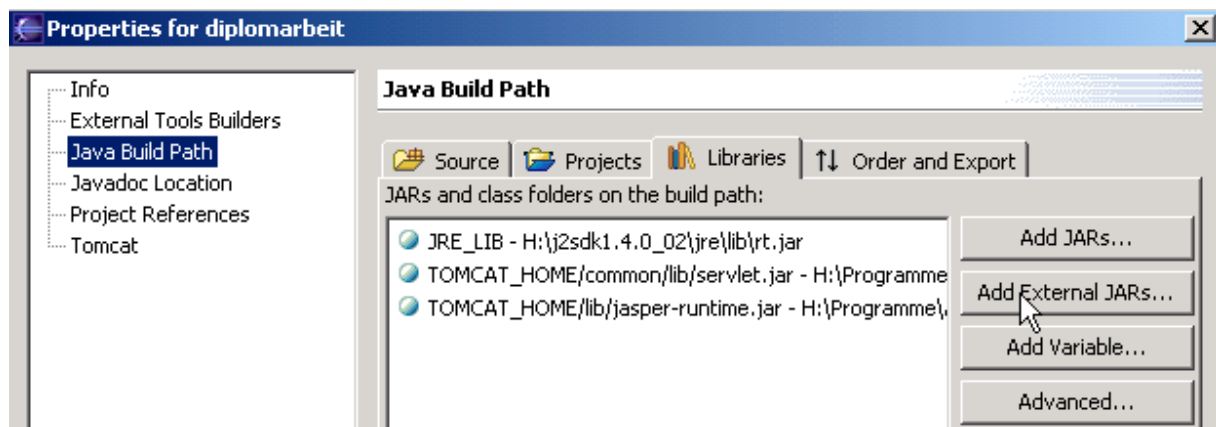 Properties for diplomarbeit
Info
External Tools Builders
Java Build Path
Javadoc Location
Project References
Tomcat
Java Build Path
Source Projects Libraries Order and Export
JARs and class folders on the build path:
JRE_LIB - H:\j2sdk1.4.0_02\jre\lib\rt.jar
TOMCAT_HOME/common/lib/servlet.jar - H:\Programme
TOMCAT_HOME/lib/jasper-runtime.jar - H:\Programme\
Add JARs...
Add External JARs...
Add Variable...
Advanced...